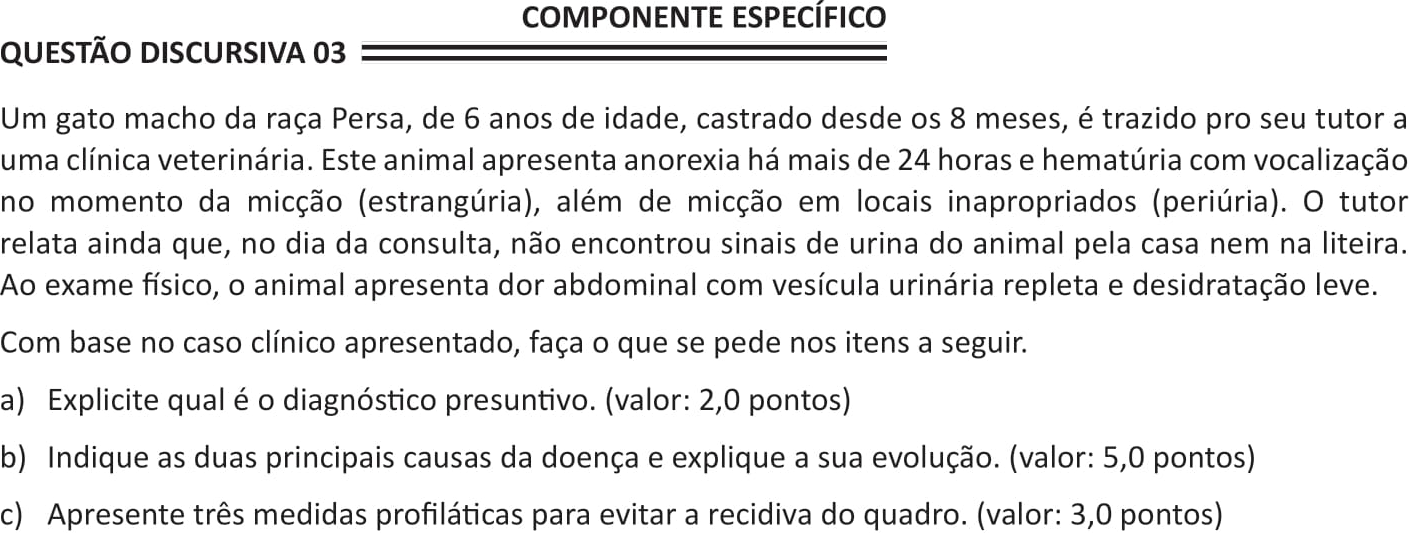 COMPONENTE ESPECÍFICO
QUESTÃO DISCURSIVA 03
Um gato macho da raça Persa, de 6 anos de idade, castrado desde os 8 meses, é trazido pro seu tutor a
uma clínica veterinária. Este animal apresenta anorexia há mais de 24 horas e hematúria com vocalização
no momento da micção (estrangúria), além de micção em locais inapropriados (periúria). O tutor
relata ainda que, no dia da consulta, não encontrou sinais de urina do animal pela casa nem na liteira.
Ao exame físico, o animal apresenta dor abdominal com vesícula urinária repleta e desidratação leve.
Com base no caso clínico apresentado, faça o que se pede nos itens a seguir.
a) Explicite qual é o diagnóstico presuntivo. (valor: 2,0 pontos)
b) Indique as duas principais causas da doença e explique a sua evolução. (valor: 5,0 pontos)
c) Apresente três medidas profiláticas para evitar a recidiva do quadro. (valor: 3,0 pontos)